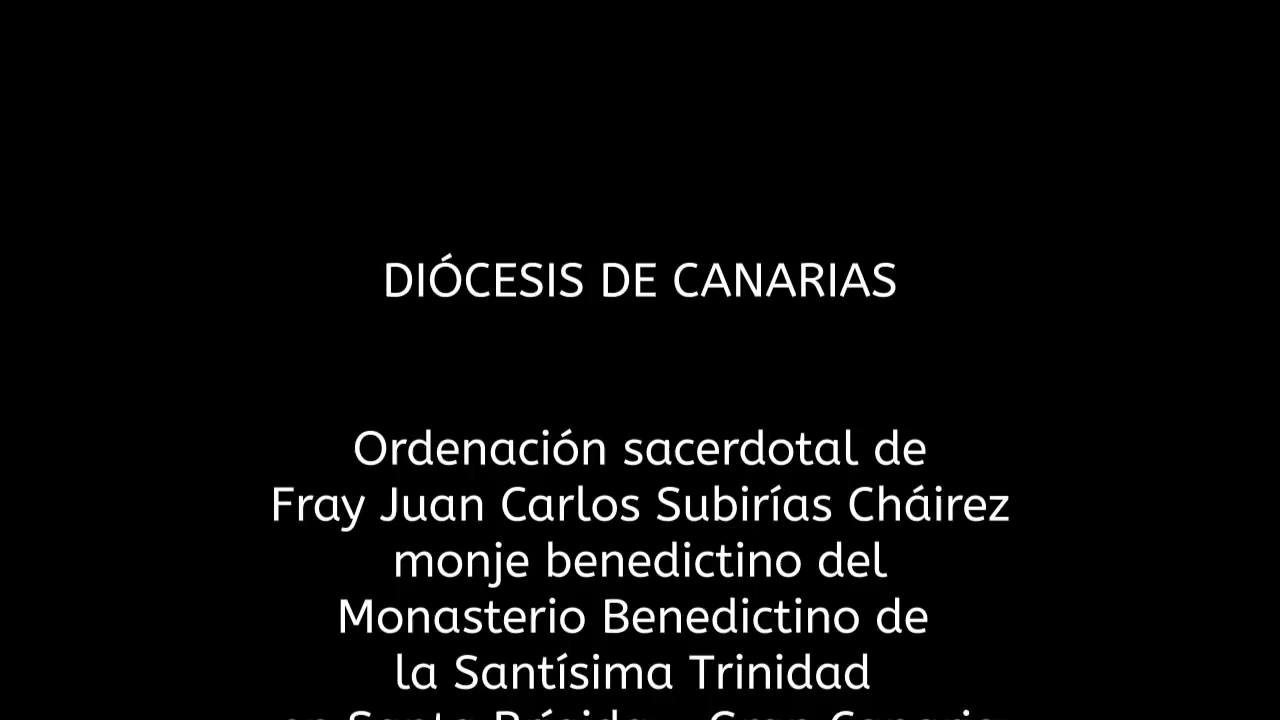 DIÓCESIS DE CANARIAS
Ordenación sacerdotal de
Fray Juan Carlos Subirías Cháirez
monje benedictino del
Monasterio Benedictino de
la Santísima Trinidad